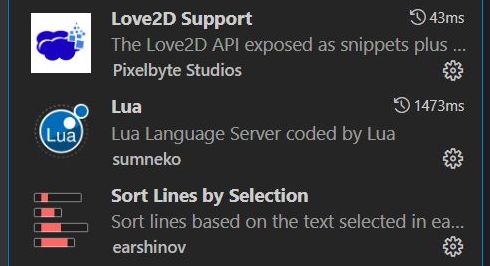 Love2D Support 43ms
The Love2D API exposed as snippets plus ...
Pixelbyte Studios
Lua 1473ms
Lua
Lua Language Server coded by Lua
sumneko
Sort Lines by Selection
Sort lines based on the text selected in ea...
earshinov